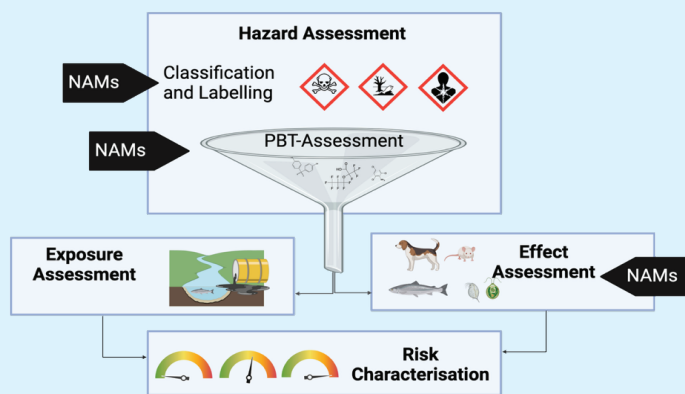 Hazard Assessment
NAMs
Classification
and Labelling
NAMs
PBT-Assessment
Exposure
Assessment
Effect
Assessment
NAMs
Risk
Characterisation